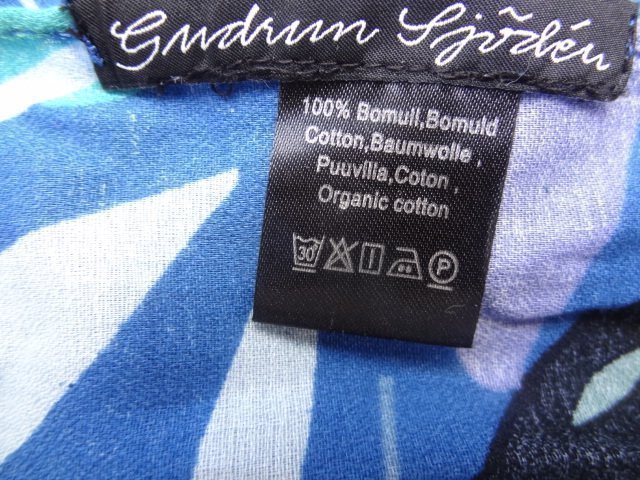 Gudrun Sjödén
100% Bomull,Bomuld
Cotton,Baumwolle ,
Puuvilla,Coton ,
Organic cotton
30° P